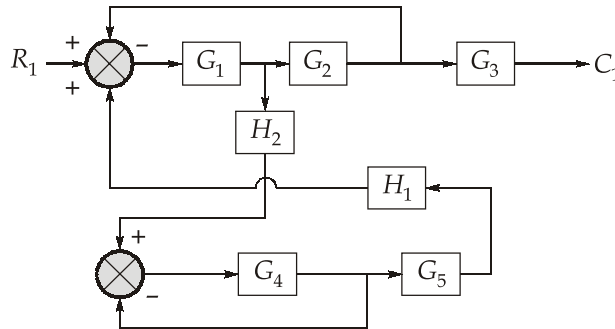 + −
R₁ G₁ G₂ G₃ C₁
+
H₂
H₁
+
G₄ G₅
−